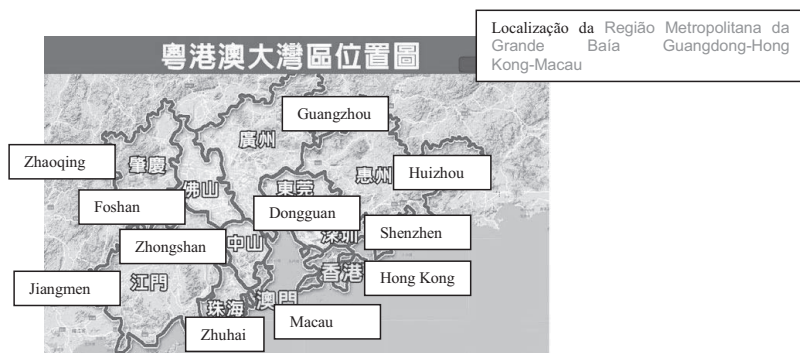 Localização da Região Metropolitana da
Grande Baía Guangdong-Hong
Kong-Macau
粵港澳大灣區位置圖
Guangzhou
廣州
Zhaoqing
肇慶
惠州
Huizhou
佛山
東莞
Foshan
Dongguan
Zhongshan
中山
深圳
Shenzhen
Jiangmen
江門
香港
Hong Kong
珠海
澳門
Zhuhai
Macau